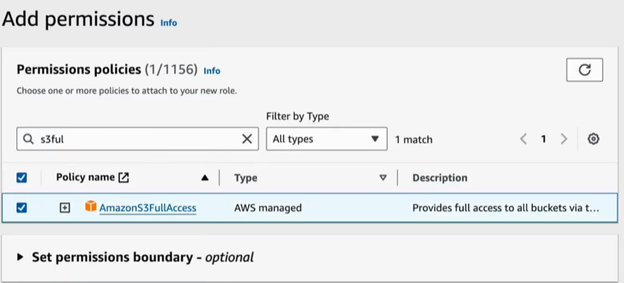 Add permissions Info
Permissions policies (1/1156) Info
Choose one or more policies to attach to your new role.
Filter by Type
s3ful All types 1 match 1
Policy name Type Description
AmazonS3FullAccess AWS managed Provides full access to all buckets via t...
Set permissions boundary - optional